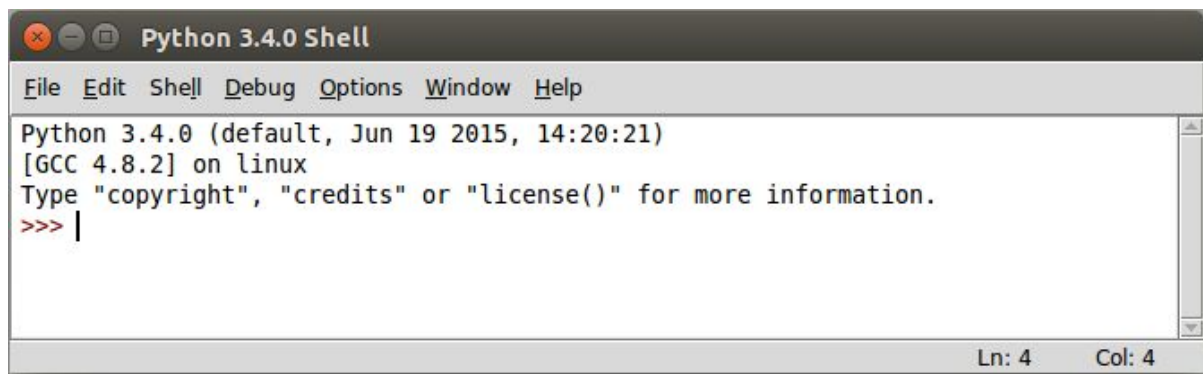 Python 3.4.0 Shell
File Edit Shell Debug Options Window Help
Python 3.4.0 (default, Jun 19 2015, 14:20:21)
[GCC 4.8.2] on linux
Type "copyright", "credits" or "license()" for more information.
>>>
Ln: 4 Col: 4